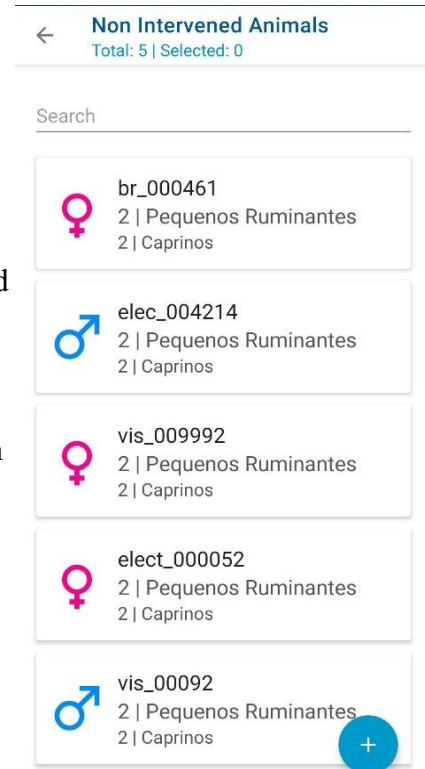 Non Intervened Animals
Total: 5 | Selected: 0
Search
br_000461
2 | Pequenos Ruminantes
2 | Caprinos
d
elec_004214
2 | Pequenos Ruminantes
2 | Caprinos
vis_009992
2 | Pequenos Ruminantes
2 | Caprinos
elect_000052
2 | Pequenos Ruminantes
2 | Caprinos
vis_00092
2 | Pequenos Ruminantes
2 | Caprinos
+